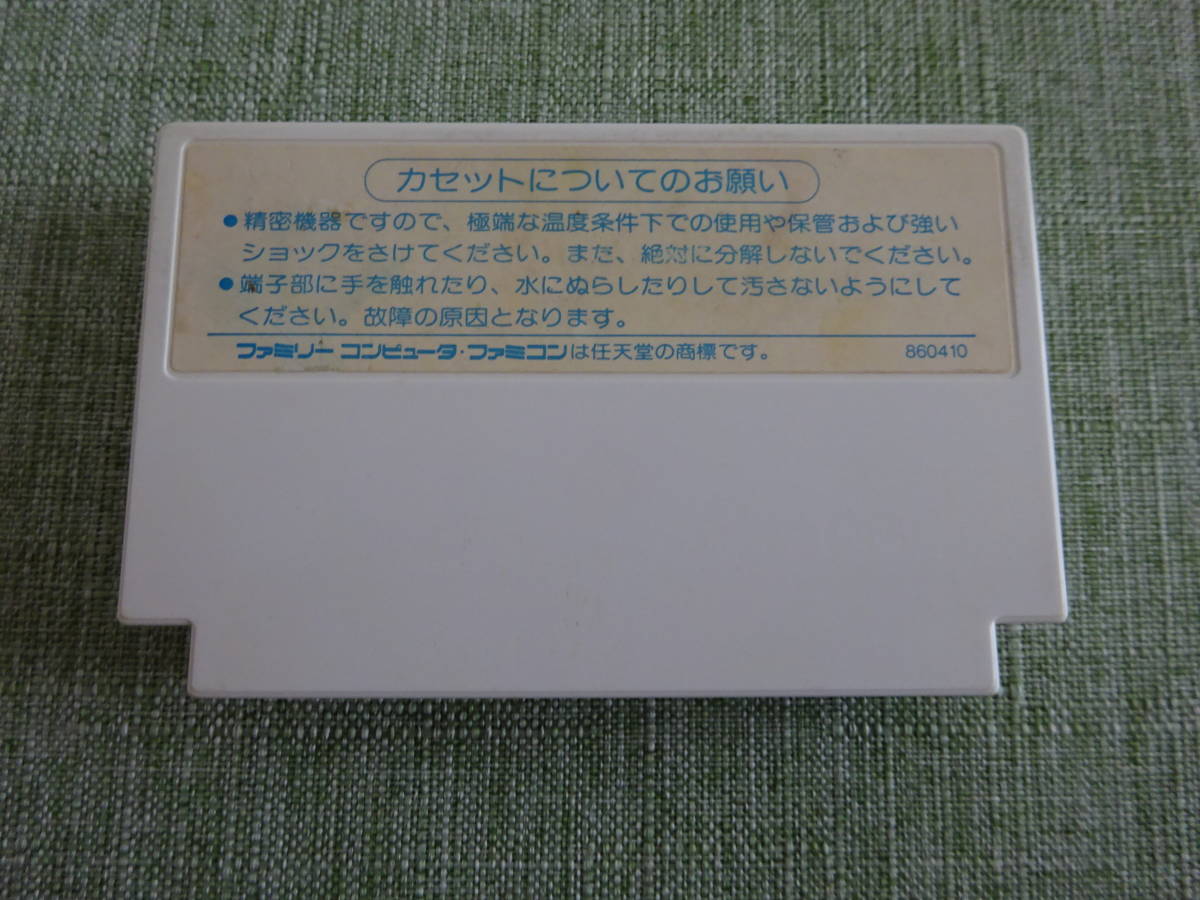 カセットについてのお願い
●精密機器ですので、極端な温度条件下での使用や保管および強い
ショックをさけてください。また、絶対に分解しないでください。
●端子部に手を触れたり、水にぬらしたりして汚さないようにして
ください。故障の原因となります。
ファミリー コンピュータ・ファミコンは任天堂の商標です。 860410